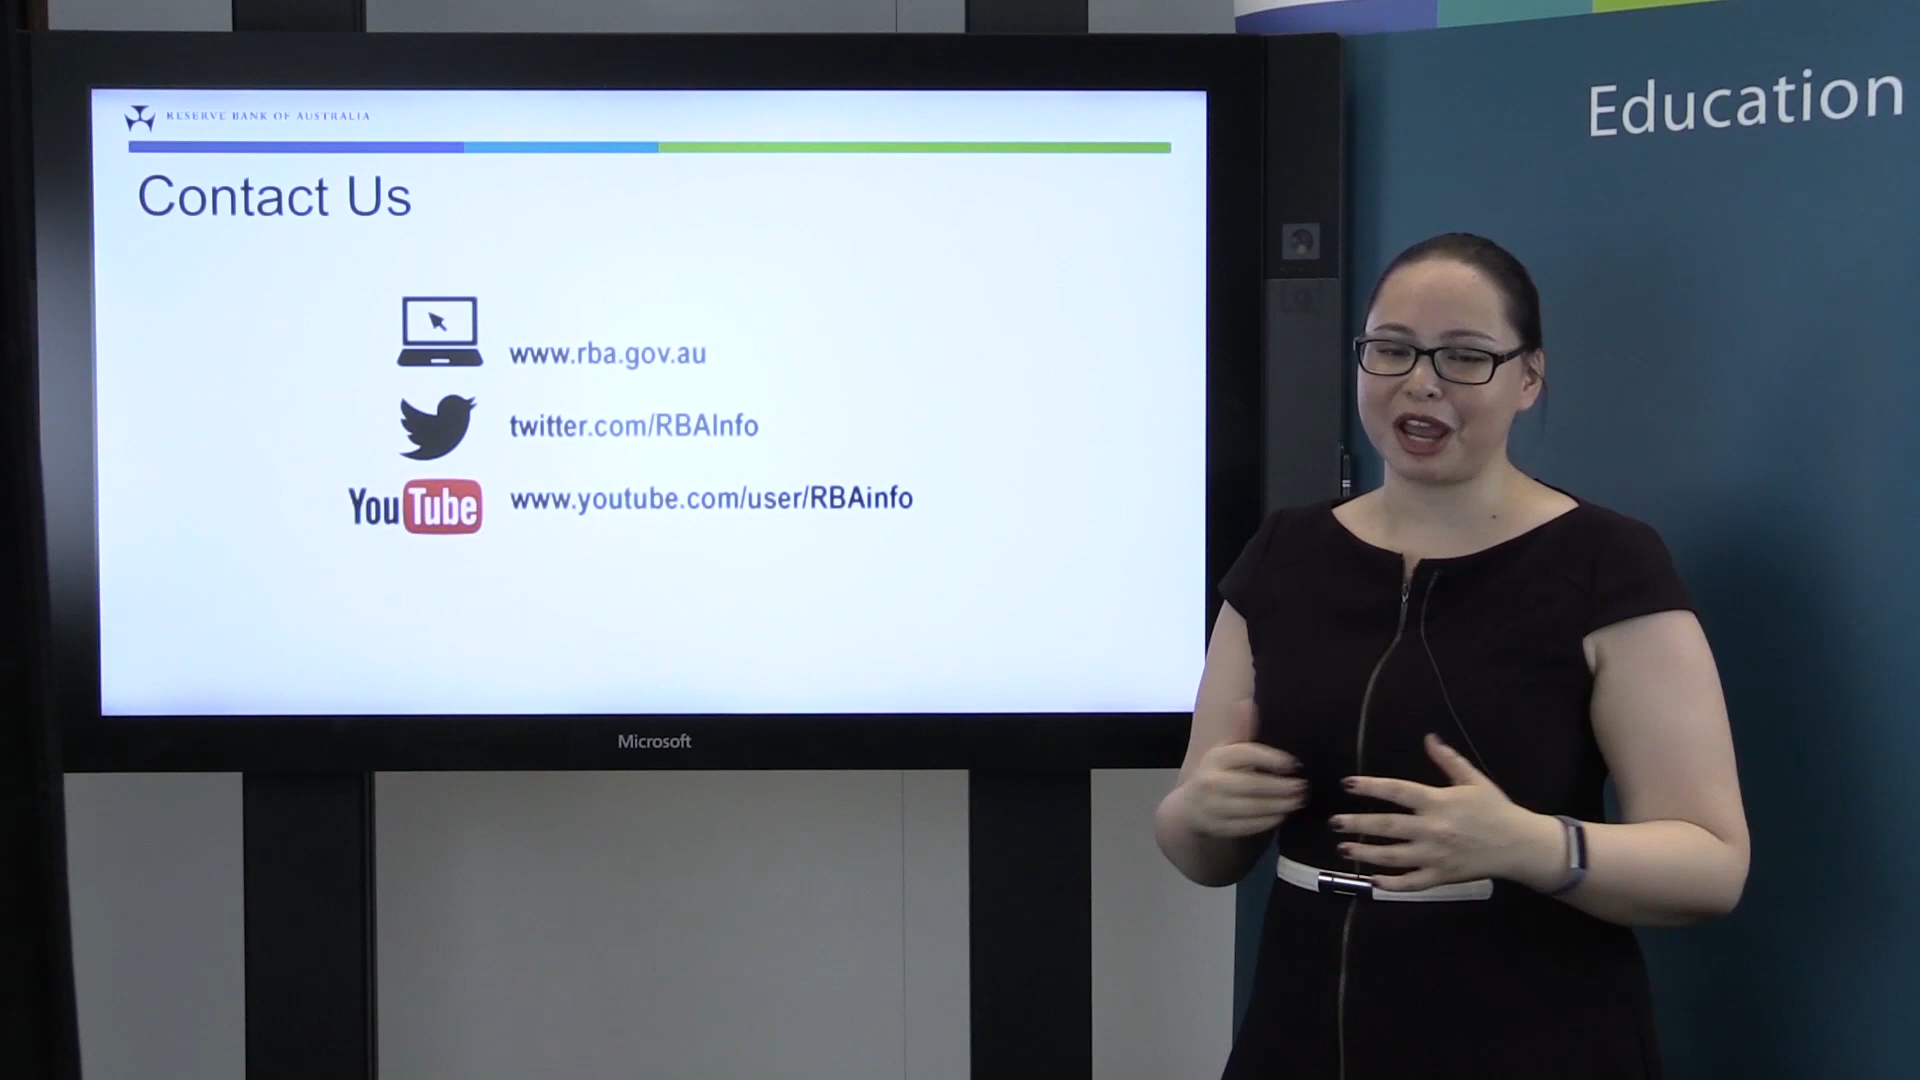 RESERVE BANK OF AUSTRALIA
Contact Us
www.rba.gov.au
twitter.com/RBAInfo
YouTube www.youtube.com/user/RBAinfo
Microsoft
Education